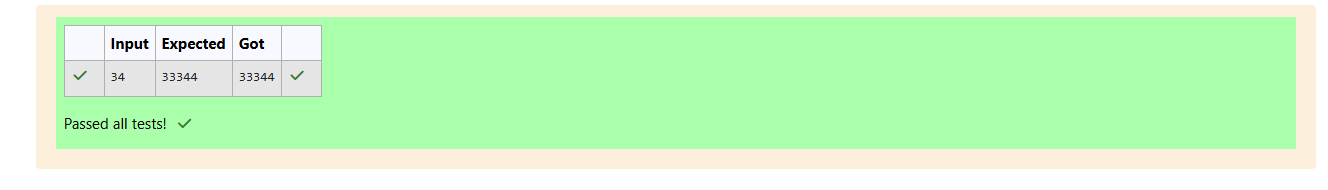 Input Expected Got
34 33344 33344
Passed all tests!